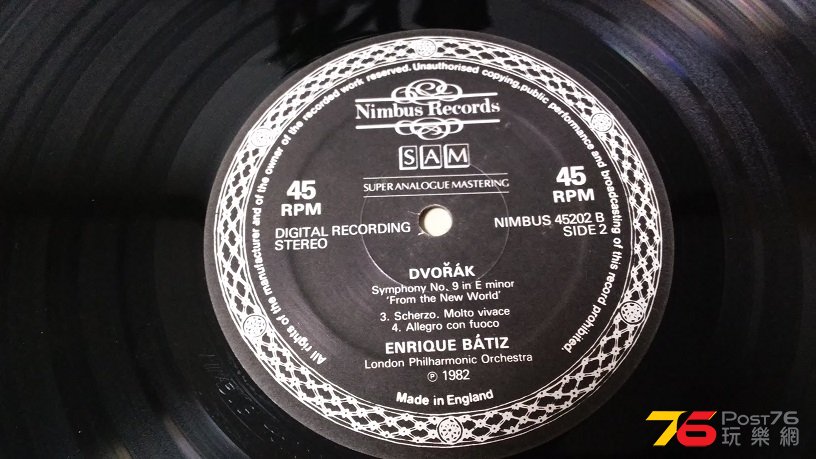 All rights of the manufacturer and of the owner of the recorded work reserved. Unauthorised copying, public performance and broadcasting of this record prohibited.
Nimbus Records
SAM
SUPER ANALOGUE MASTERING
45
RPM
45
RPM
DIGITAL RECORDING
STEREO
NIMBUS 45202 B
SIDE 2
DVOŘÁK
Symphony No. 9 in E minor
'From the New World'
3. Scherzo. Molto vivace
4. Allegro con fuoco
ENRIQUE BÁTIZ
London Philharmonic Orchestra
℗ 1982
Made in England
76 POST76
玩樂網